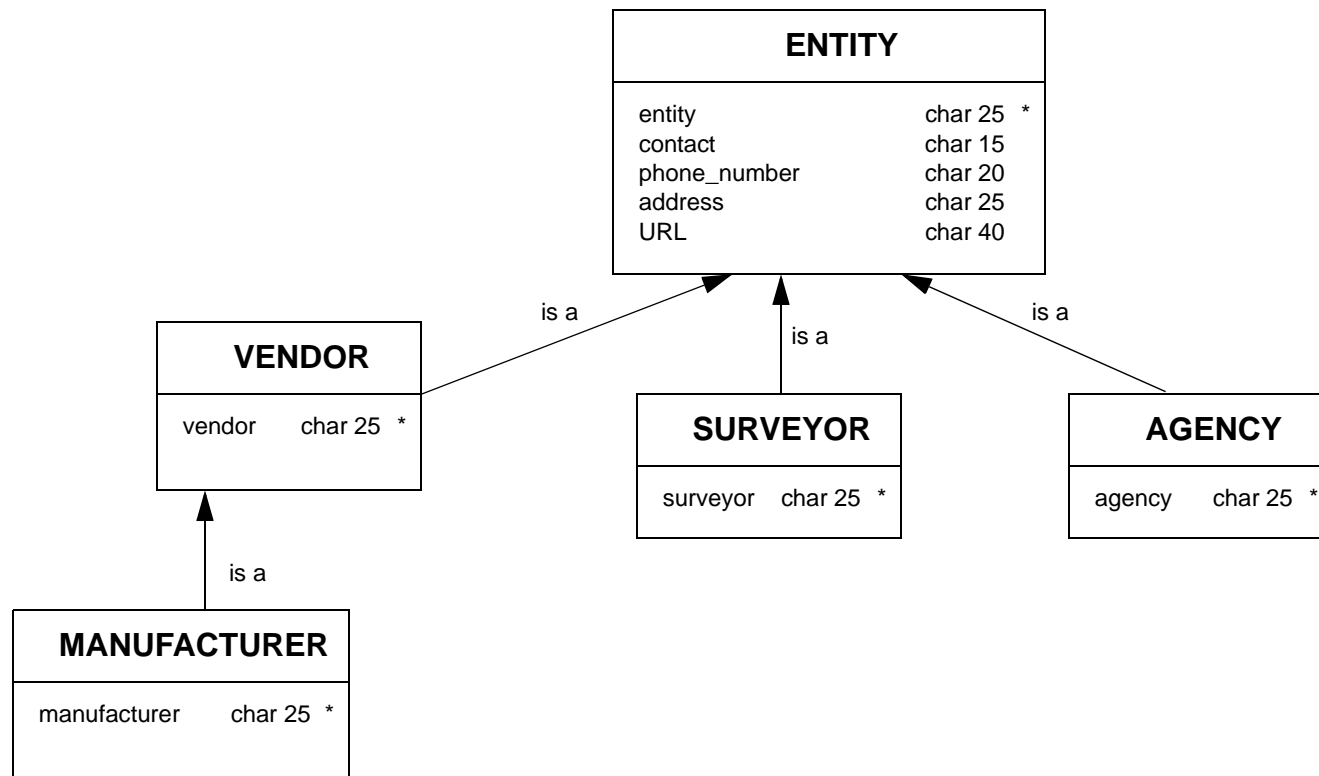 ENTITY
entity char 25 *
contact char 15
phone_number char 20
address char 25
URL char 40
is a
is a
is a
VENDOR
vendor char 25 *
SURVEYOR
surveyor char 25 *
AGENCY
agency char 25 *
is a
MANUFACTURER
manufacturer char 25 *